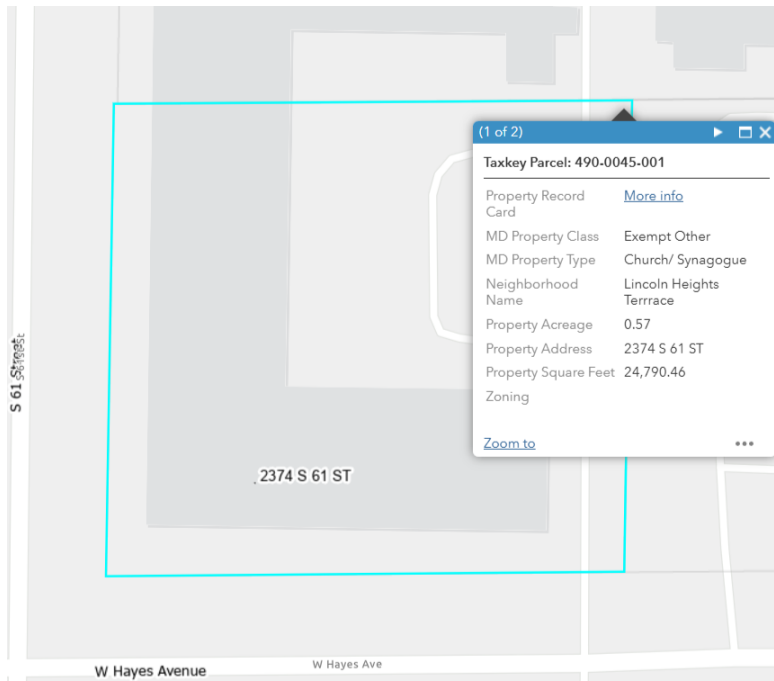 (1 of 2)
Taxkey Parcel: 490-0045-001
Property Record
Card
More info
MD Property Class Exempt Other
MD Property Type Church/ Synagogue
Neighborhood
Name
Lincoln Heights
Terrrace
Property Acreage 0.57
Property Address 2374 S 61 ST
Property Square Feet 24,790.46
Zoning
Zoom to
S 61 Street
S 61st St
2374 S 61 ST
W Hayes Avenue
W Hayes Ave